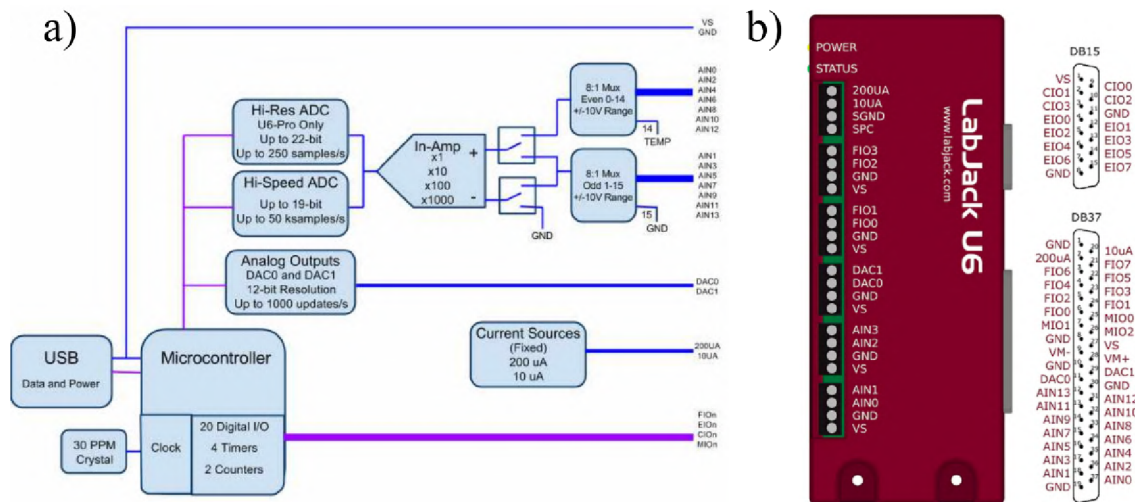 a)
VS
GND
Hi-Res ADC
U6-Pro Only
Up to 22-bit
Up to 250 samples/s
Hi-Speed ADC
Up to 19-bit
Up to 50 ksamples/s
In-Amp
x1
x10
x100
x1000
+
-
GND
8:1 Mux
Even 0-14
+/-10V Range
14
TEMP
8:1 Mux
Odd 1-15
+/-10V Range
15
GND
AIN0
AIN2
AIN4
AIN6
AIN8
AIN10
AIN12
AIN1
AIN3
AIN5
AIN7
AIN9
AIN11
AIN13
Analog Outputs
DAC0 and DAC1
12-bit Resolution
Up to 1000 updates/s
DAC0
DAC1
Current Sources
(Fixed)
200 uA
10 uA
200UA
10UA
USB
Data and Power
Microcontroller
30 PPM
Crystal
Clock
20 Digital I/O
4 Timers
2 Counters
FIOn
EIOn
CIOn
MIOn
b)
POWER
STATUS
200UA
10UA
SGND
SPC
FIO3
FIO2
GND
VS
FIO1
FIO0
GND
VS
DAC1
DAC0
GND
VS
AIN3
AIN2
GND
VS
AIN1
AIN0
GND
VS
LabJack U6
www.labjack.com
DB15
VS
CIO1
CIO3
EIO0
EIO2
EIO4
EIO6
GND
CIO0
CIO2
GND
EIO1
EIO3
EIO5
EIO7
DB37
GND
200uA
FIO6
FIO4
FIO2
FIO0
MIO1
GND
VM-
GND
DAC0
AIN13
AIN11
AIN9
AIN7
AIN5
AIN3
AIN1
GND
10uA
FIO7
FIO5
FIO3
FIO1
MIO0
MIO2
VS
VM+
DAC1
GND
AIN12
AIN10
AIN8
AIN6
AIN4
AIN2
AIN0